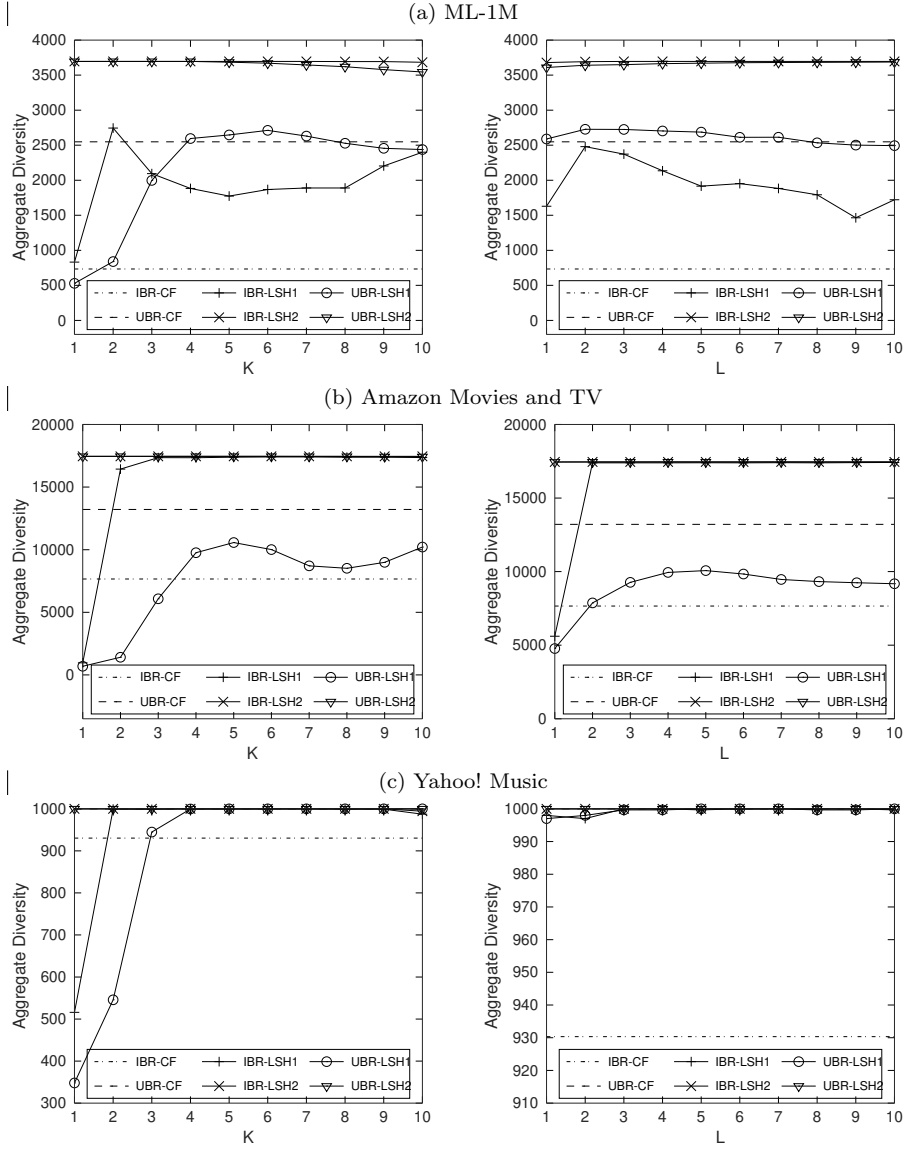 (a) ML-1M
4000
3500
3000
2500
2000
1500
1000
500
0
Aggregate Diversity
IBR-CF IBR-LSH1 UBR-LSH1
UBR-CF IBR-LSH2 UBR-LSH2
1 2 3 4 5 6 7 8 9 10
K
4000
3500
3000
2500
2000
1500
1000
500
0
Aggregate Diversity
IBR-CF IBR-LSH1 UBR-LSH1
UBR-CF IBR-LSH2 UBR-LSH2
1 2 3 4 5 6 7 8 9 10
L
(b) Amazon Movies and TV
20000
15000
10000
5000
0
Aggregate Diversity
IBR-CF IBR-LSH1 UBR-LSH1
UBR-CF IBR-LSH2 UBR-LSH2
1 2 3 4 5 6 7 8 9 10
K
20000
15000
10000
5000
0
Aggregate Diversity
IBR-CF IBR-LSH1 UBR-LSH1
UBR-CF IBR-LSH2 UBR-LSH2
1 2 3 4 5 6 7 8 9 10
L
(c) Yahoo! Music
1000
900
800
700
600
500
400
300
Aggregate Diversity
IBR-CF IBR-LSH1 UBR-LSH1
UBR-CF IBR-LSH2 UBR-LSH2
1 2 3 4 5 6 7 8 9 10
K
1000
990
980
970
960
950
940
930
920
910
Aggregate Diversity
IBR-CF IBR-LSH1 UBR-LSH1
UBR-CF IBR-LSH2 UBR-LSH2
1 2 3 4 5 6 7 8 9 10
L